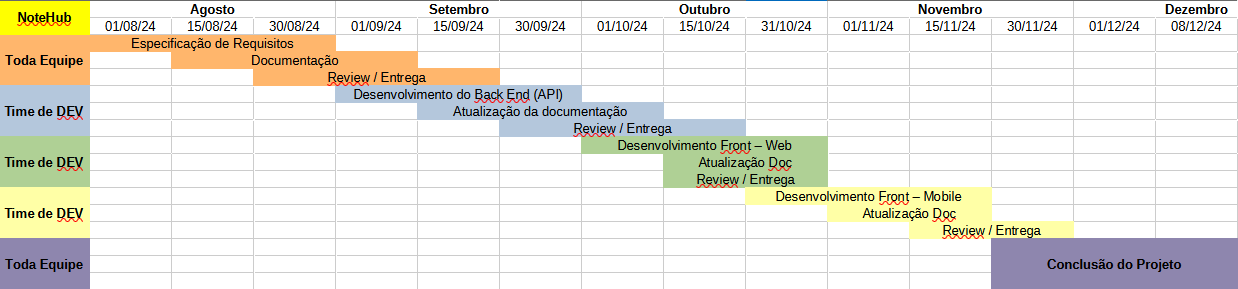 NoteHub Agosto Setembro Outubro Novembro Dezembro
01/08/24 15/08/24 30/08/24 01/09/24 15/09/24 30/09/24 01/10/24 15/10/24 31/10/24 01/11/24 15/11/24 30/11/24 01/12/24 08/12/24
Especificação de Requisitos
Toda Equipe Documentação
Review / Entrega
Desenvolvimento do Back End (API)
Time de DEV Atualização da documentação
Review / Entrega
Desenvolvimento Front – Web
Time de DEV Atualização Doc
Review / Entrega
Desenvolvimento Front – Mobile
Time de DEV Atualização Doc
Review / Entrega
Toda Equipe Conclusão do Projeto